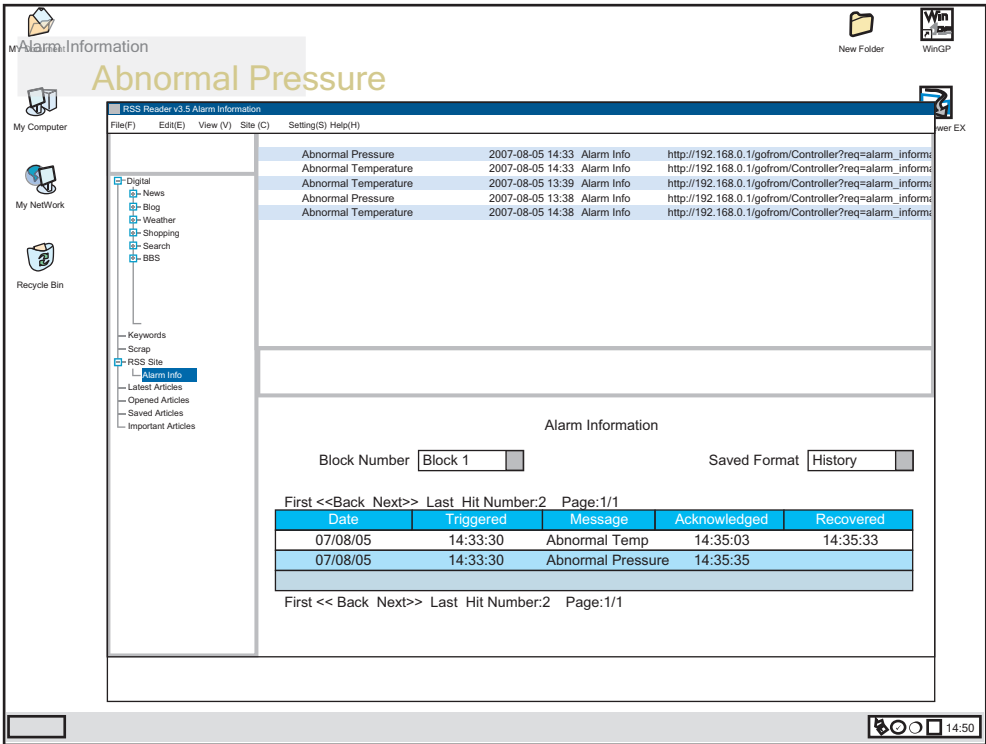 MY Document
Alarm Information
Abnormal Pressure
New Folder
WinGP
Win
My Computer
wer EX
My NetWork
Recycle Bin
RSS Reader v3.5 Alarm Information
File(F) Edit(E) View (V) Site (C) Setting(S) Help(H)
Abnormal Pressure 2007-08-05 14:33 Alarm Info http://192.168.0.1/gofrom/Controller?req=alarm_informa
Abnormal Temperature 2007-08-05 14:33 Alarm Info http://192.168.0.1/gofrom/Controller?req=alarm_informa
Abnormal Temperature 2007-08-05 13:39 Alarm Info http://192.168.0.1/gofrom/Controller?req=alarm_informa
Abnormal Pressure 2007-08-05 13:38 Alarm Info http://192.168.0.1/gofrom/Controller?req=alarm_informa
Abnormal Temperature 2007-08-05 14:38 Alarm Info http://192.168.0.1/gofrom/Controller?req=alarm_informa
Digital
News
Blog
Weather
Shopping
Search
BBS
Keywords
Scrap
RSS Site
Alarm Info
Latest Articles
Opened Articles
Saved Articles
Important Articles
Alarm Information
Block Number Block 1
Saved Format History
First <<Back Next>> Last Hit Number:2 Page:1/1
Date Triggered Message Acknowledged Recovered
07/08/05 14:33:30 Abnormal Temp 14:35:03 14:35:33
07/08/05 14:33:30 Abnormal Pressure 14:35:35
First << Back Next>> Last Hit Number:2 Page:1/1
14:50